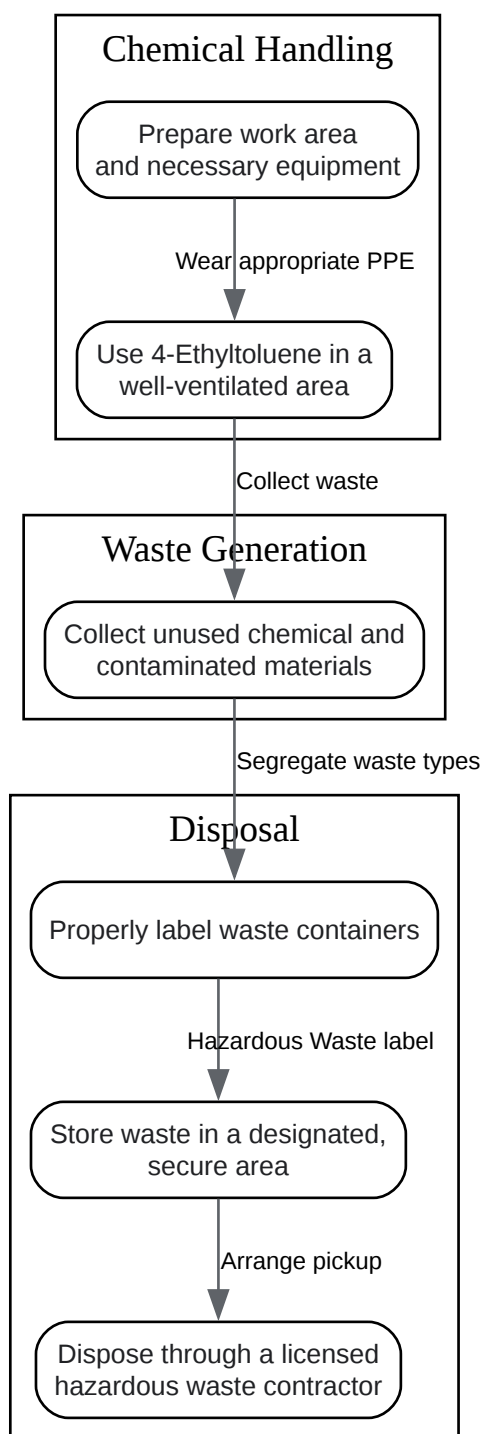 Chemical Handling
Prepare work area
and necessary equipment
Wear appropriate PPE
Use 4-Ethyltoluene in a
well-ventilated area
Collect waste
Waste Generation
Collect unused chemical and
contaminated materials
Segregate waste types
Disposal
Properly label waste containers
Hazardous Waste label
Store waste in a designated,
secure area
Arrange pickup
Dispose through a licensed
hazardous waste contractor